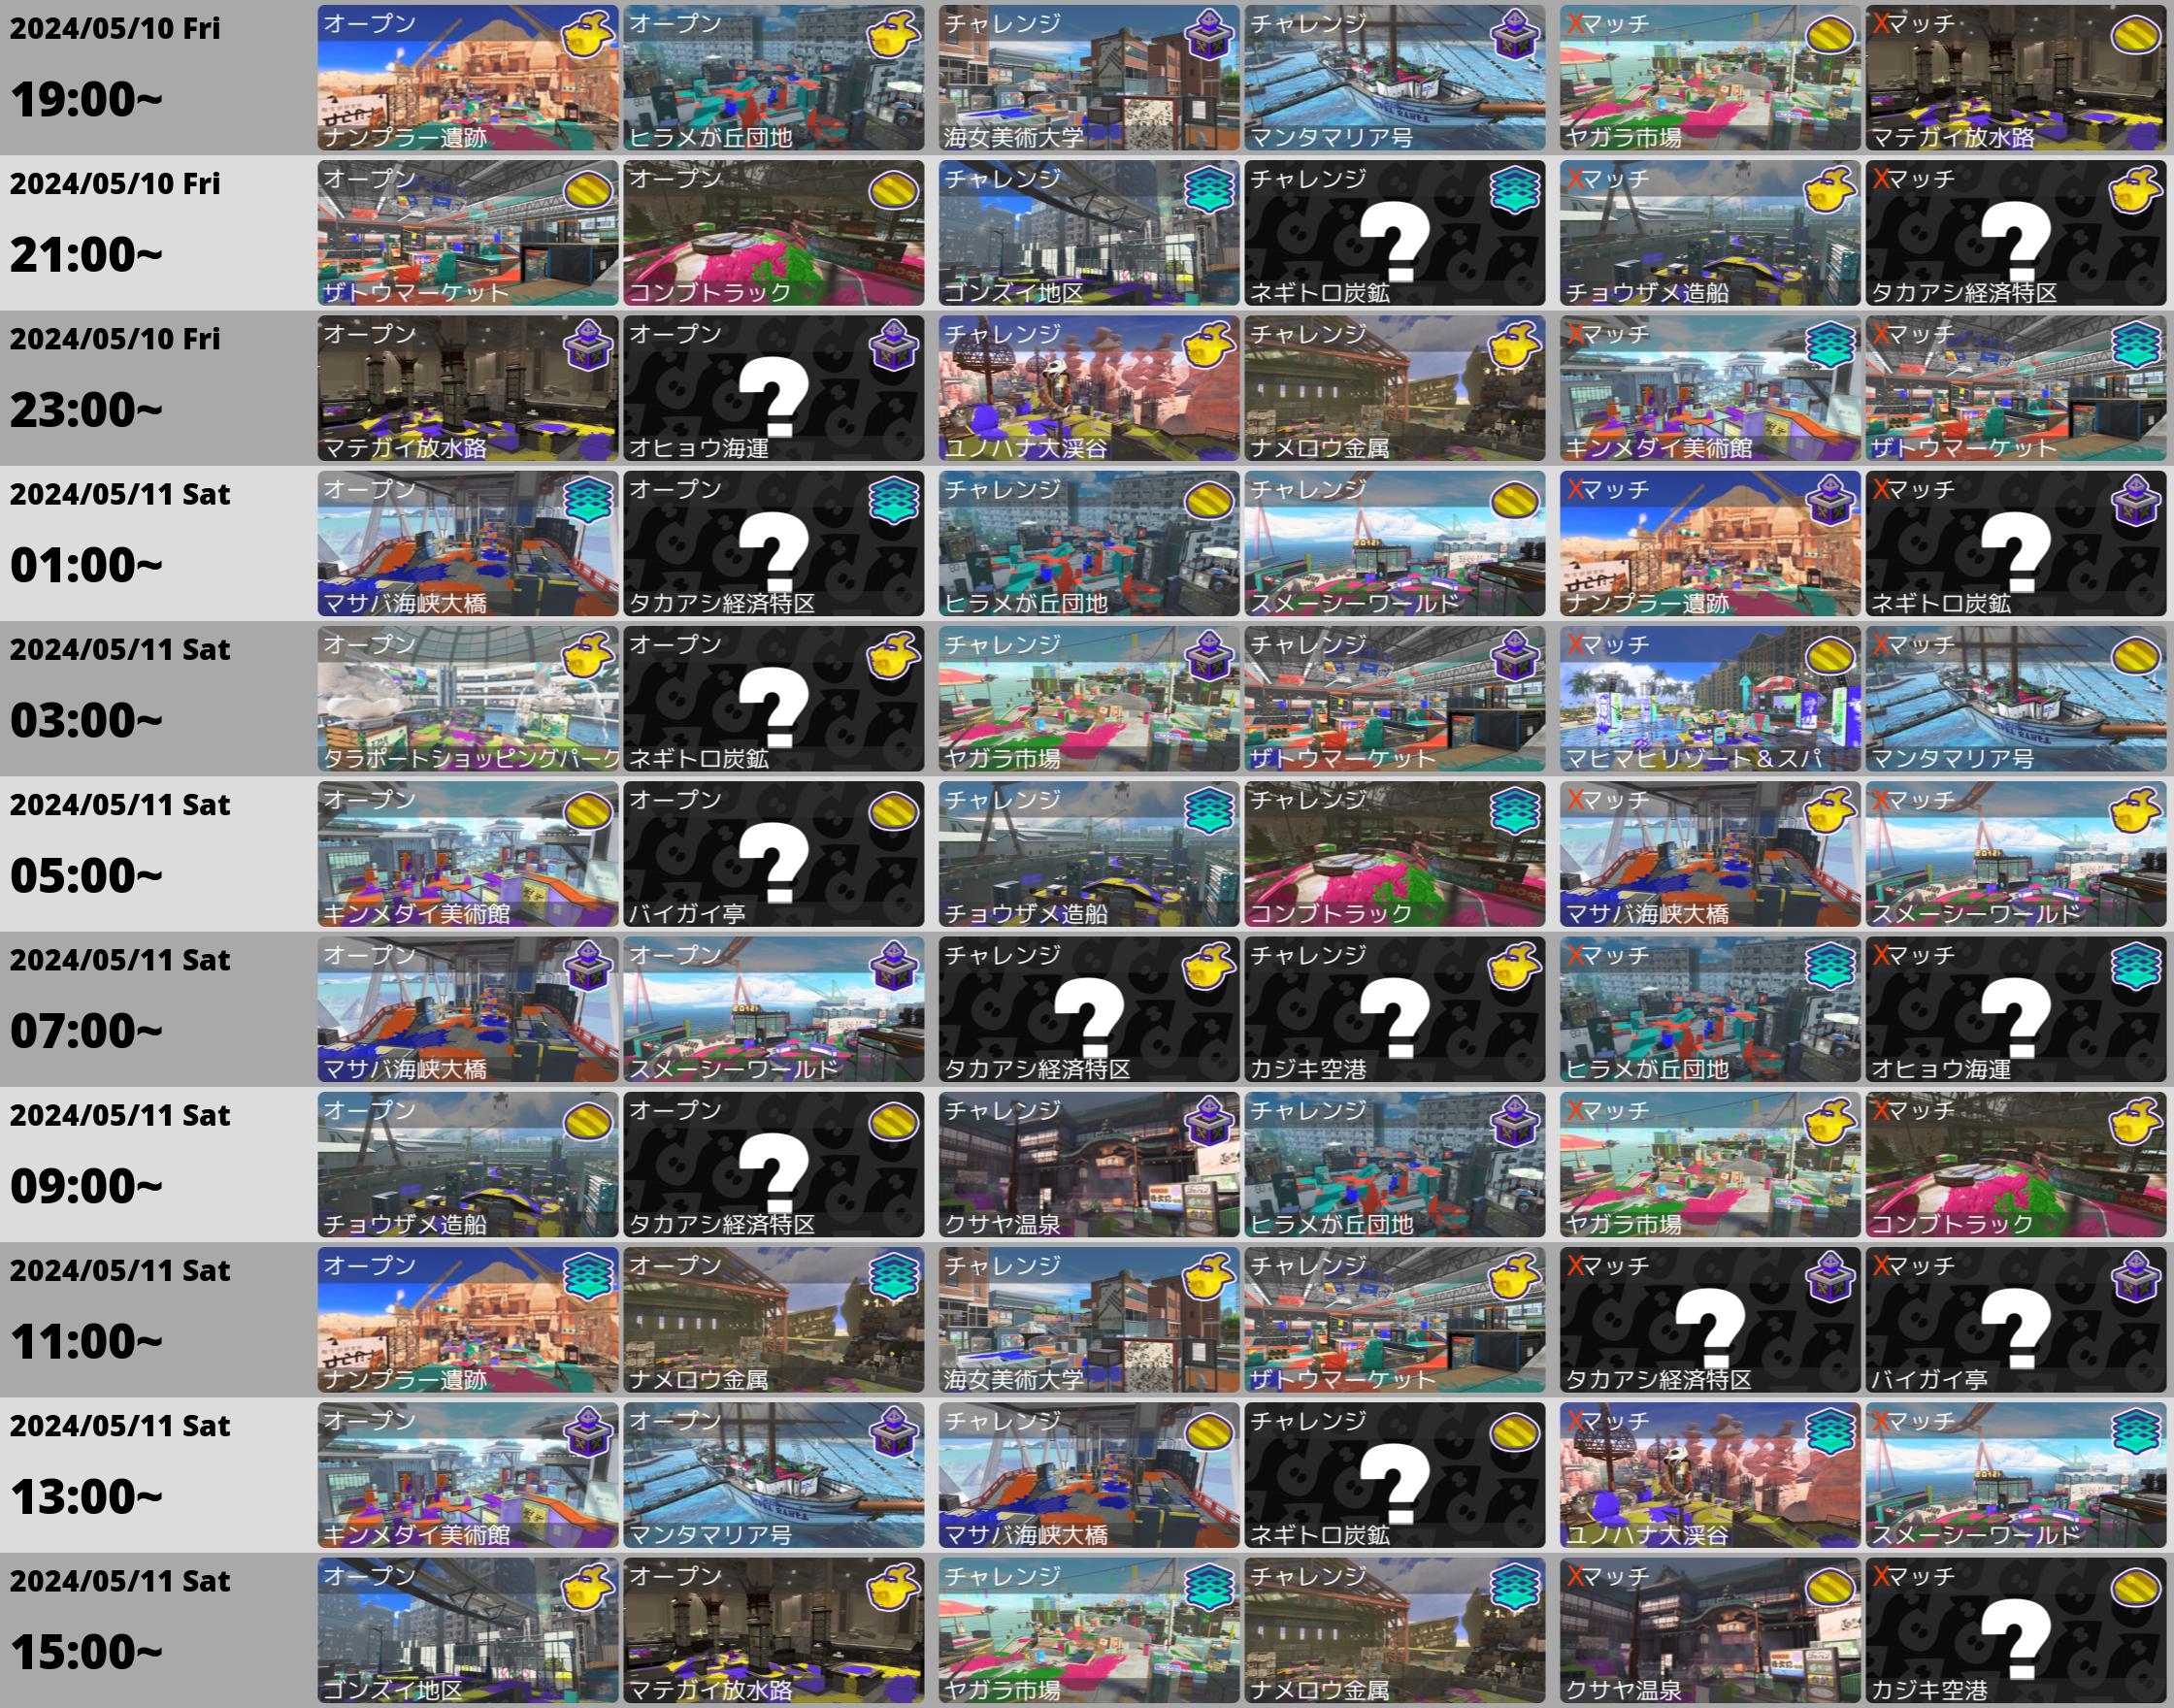 2024/05/10 Fri
19:00~
オープン
ナンプラー遺跡
オープン
ヒラメが丘団地
チャレンジ
海女美術大学
チャレンジ
マンタマリア号
Xマッチ
ヤガラ市場
Xマッチ
マテガイ放水路
2024/05/10 Fri
21:00~
オープン
ザトウマーケット
オープン
コンブトラック
チャレンジ
ゴンズイ地区
チャレンジ
?
ネギトロ炭鉱
Xマッチ
チョウザメ造船
Xマッチ
?
タカアシ経済特区
2024/05/10 Fri
23:00~
オープン
マテガイ放水路
オープン
?
オヒョウ海運
チャレンジ
ユノハナ大渓谷
チャレンジ
ナメロウ金属
Xマッチ
キンメダイ美術館
Xマッチ
ザトウマーケット
2024/05/11 Sat
01:00~
オープン
マサバ海峡大橋
オープン
?
タカアシ経済特区
チャレンジ
ヒラメが丘団地
チャレンジ
スメーシーワールド
Xマッチ
ナンプラー遺跡
Xマッチ
?
ネギトロ炭鉱
2024/05/11 Sat
03:00~
オープン
タラポートショッピングパーク
オープン
?
ネギトロ炭鉱
チャレンジ
ヤガラ市場
チャレンジ
ザトウマーケット
Xマッチ
マヒマヒリゾート＆スパ
Xマッチ
マンタマリア号
2024/05/11 Sat
05:00~
オープン
キンメダイ美術館
オープン
?
バイガイ亭
チャレンジ
チョウザメ造船
チャレンジ
コンブトラック
Xマッチ
マサバ海峡大橋
Xマッチ
スメーシーワールド
2024/05/11 Sat
07:00~
オープン
マサバ海峡大橋
オープン
スメーシーワールド
チャレンジ
?
タカアシ経済特区
チャレンジ
?
カジキ空港
Xマッチ
ヒラメが丘団地
Xマッチ
?
オヒョウ海運
2024/05/11 Sat
09:00~
オープン
チョウザメ造船
オープン
?
タカアシ経済特区
チャレンジ
クサヤ温泉
チャレンジ
ヒラメが丘団地
Xマッチ
ヤガラ市場
Xマッチ
コンブトラック
2024/05/11 Sat
11:00~
オープン
ナンプラー遺跡
オープン
ナメロウ金属
チャレンジ
海女美術大学
チャレンジ
ザトウマーケット
Xマッチ
?
タカアシ経済特区
Xマッチ
?
バイガイ亭
2024/05/11 Sat
13:00~
オープン
キンメダイ美術館
オープン
マンタマリア号
チャレンジ
マサバ海峡大橋
チャレンジ
?
ネギトロ炭鉱
Xマッチ
ユノハナ大渓谷
Xマッチ
スメーシーワールド
2024/05/11 Sat
15:00~
オープン
ゴンズイ地区
オープン
マテガイ放水路
チャレンジ
ヤガラ市場
チャレンジ
ナメロウ金属
Xマッチ
クサヤ温泉
Xマッチ
?
カジキ空港